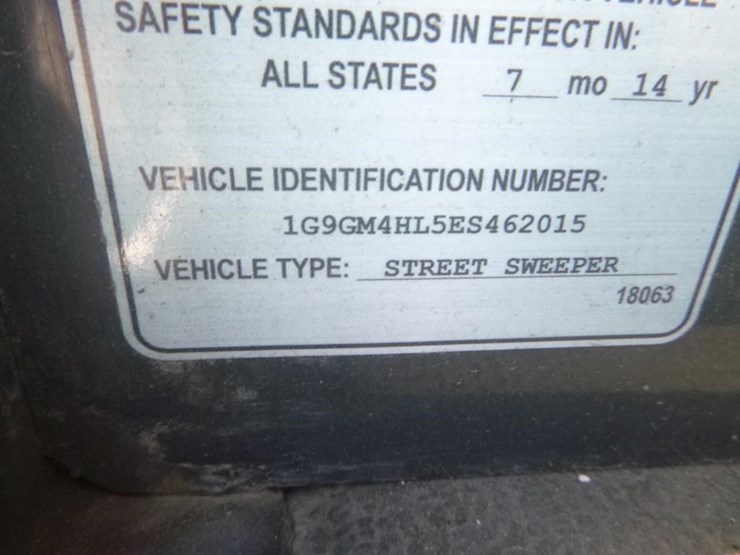 SAFETY STANDARDS IN EFFECT IN:
ALL STATES 7 mo 14 yr
VEHICLE IDENTIFICATION NUMBER:
1G9GM4HL5ES462015
VEHICLE TYPE: STREET SWEEPER
18063